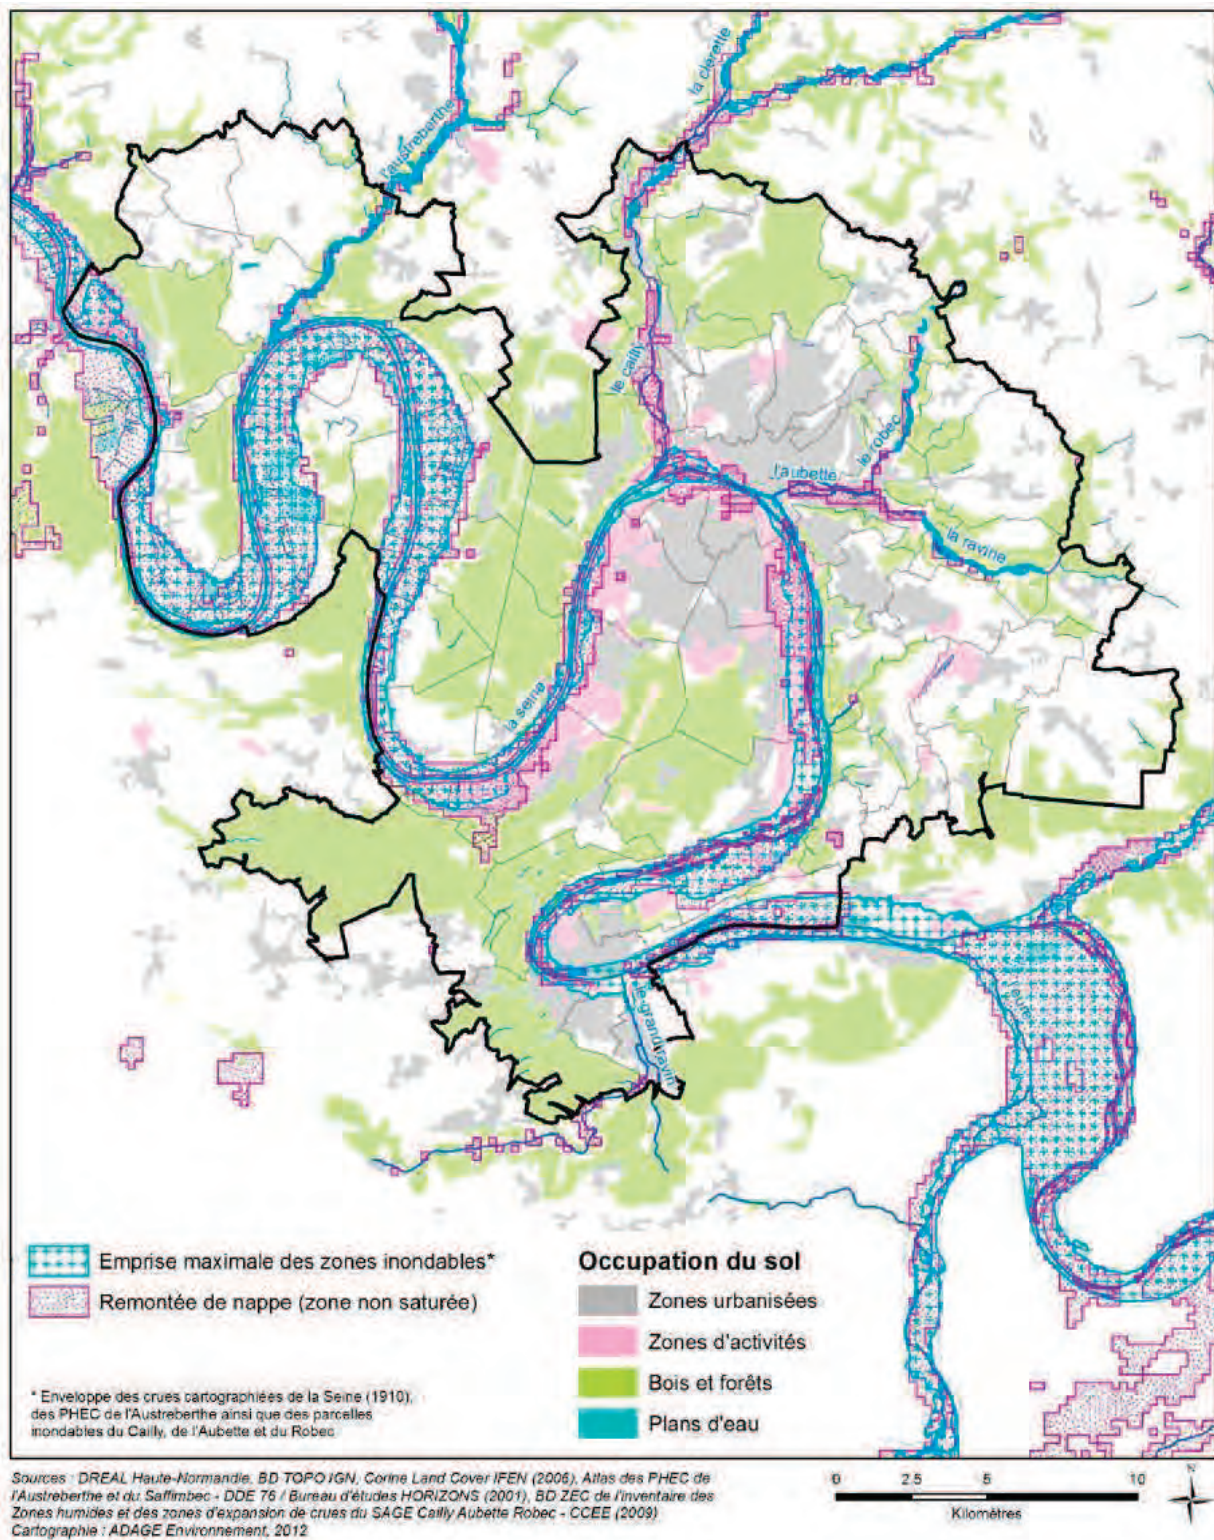 la clerette
l'austreberthe
le cailly
le robec
l'aubette
la ravine
la seine
l'eure
le grand ravin
Emprise maximale des zones inondables*
Remontée de nappe (zone non saturée)
* Enveloppe des crues cartographiées de la Seine (1910),
des PHEC de l'Austreberthe ainsi que des parcelles
inondables du Cailly, de l'Aubette et du Robec
Occupation du sol
Zones urbanisées
Zones d'activités
Bois et forêts
Plans d'eau
Sources : DREAL Haute-Normandie, BD TOPO IGN, Corine Land Cover IFEN (2006), Atlas des PHEC de
l'Austreberthe et du Saffimbec - DDE 76 / Bureau d'études HORIZONS (2001), BD ZEC de l'inventaire des
Zones humides et des zones d'expansion de crues du SAGE Cailly Aubette Robec - CCEE (2009)
Cartographie : ADAGE Environnement, 2012
0 2.5 5 10
Kilomètres
N